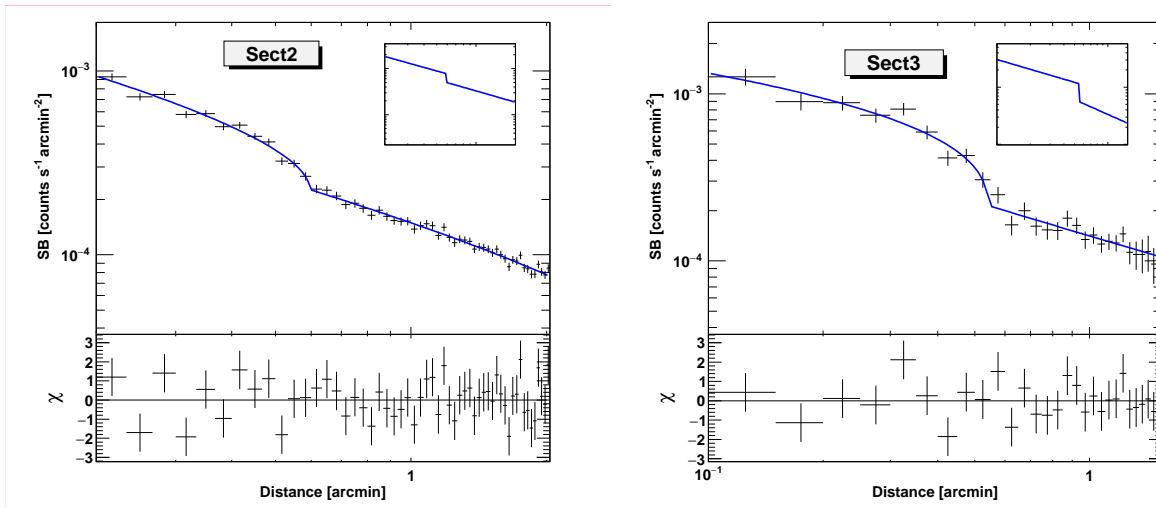 Sect2
10⁻³
10⁻⁴
SB [counts s⁻¹ arcmin⁻²]
3
2
1
0
−1
−2
−3
χ
1
Distance [arcmin]
Sect3
10⁻³
10⁻⁴
SB [counts s⁻¹ arcmin⁻²]
3
2
1
0
−1
−2
−3
χ
10⁻¹
1
Distance [arcmin]